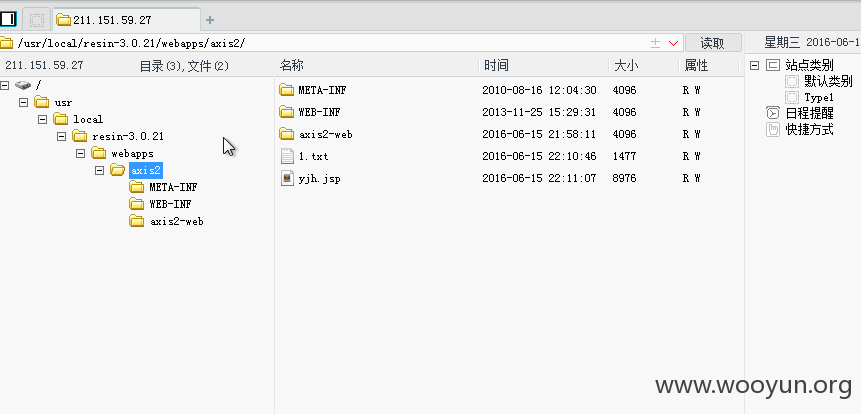 211.151.59.27
/usr/local/resin-3.0.21/webapps/axis2/ 读取 星期三 2016-06-1
211.151.59.27 目录(3),文件(2)
/
usr
local
resin-3.0.21
webapps
axis2
META-INF
WEB-INF
axis2-web
名称 时间 大小 属性
META-INF 2010-08-16 12:04:30 4096 R W
WEB-INF 2013-11-25 15:29:31 4096 R W
axis2-web 2016-06-15 21:58:11 4096 R W
1.txt 2016-06-15 22:10:46 1477 R W
yjh.jsp 2016-06-15 22:11:07 8976 R W
站点类别
默认类别
Type1
日程提醒
快捷方式
www.wooyun.org